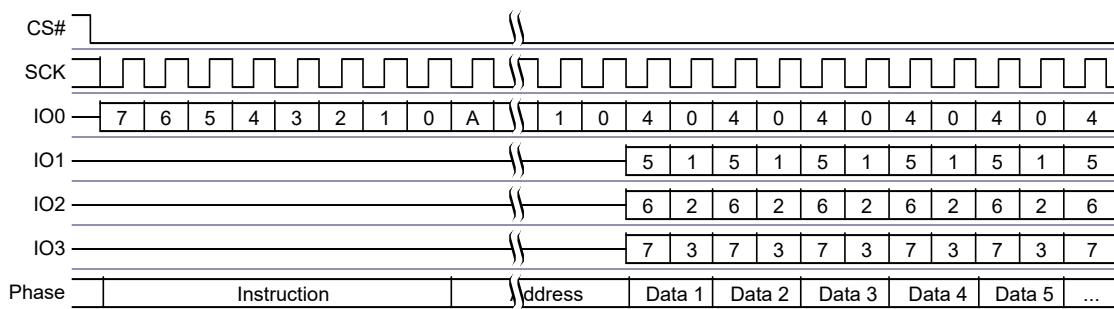 CS#
SCK
IO0 7 6 5 4 3 2 1 0 A 1 0 4 0 4 0 4 0 4 0 4 0 4
IO1 5 1 5 1 5 1 5 1 5 1 5
IO2 6 2 6 2 6 2 6 2 6 2 6
IO3 7 3 7 3 7 3 7 3 7 3 7
Phase Instruction Address Data 1 Data 2 Data 3 Data 4 Data 5 ...